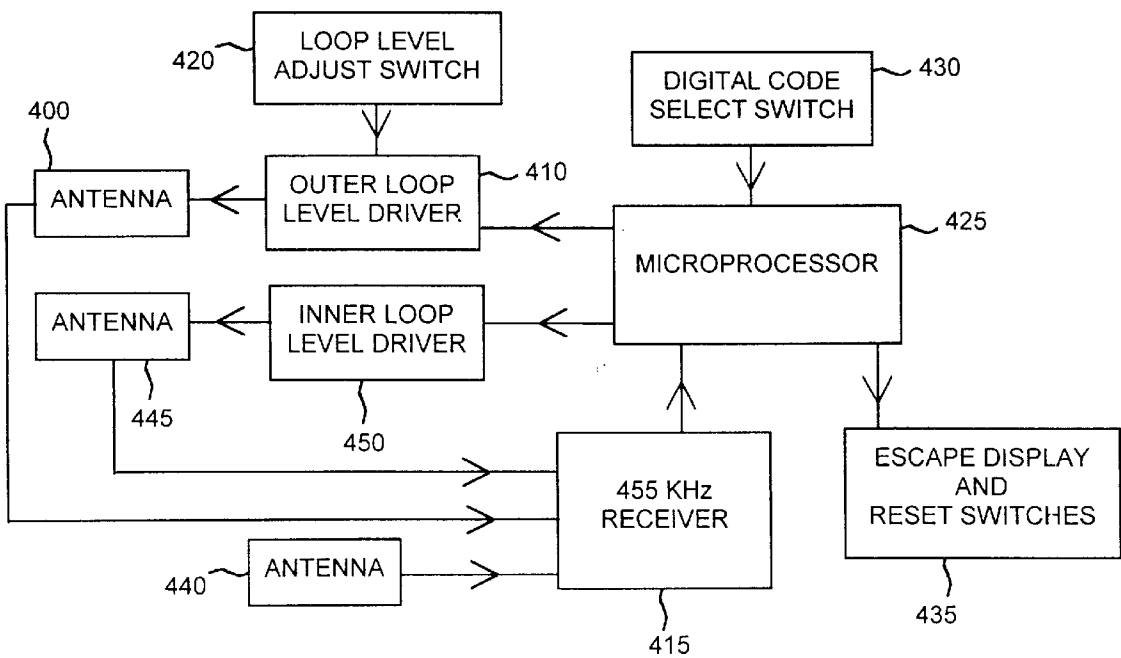 420
LOOP LEVEL
ADJUST SWITCH
DIGITAL CODE
SELECT SWITCH
430
400
ANTENNA
OUTER LOOP
LEVEL DRIVER
410
MICROPROCESSOR
425
ANTENNA
445
INNER LOOP
LEVEL DRIVER
450
455 KHz
RECEIVER
415
ESCAPE DISPLAY
AND
RESET SWITCHES
435
440
ANTENNA